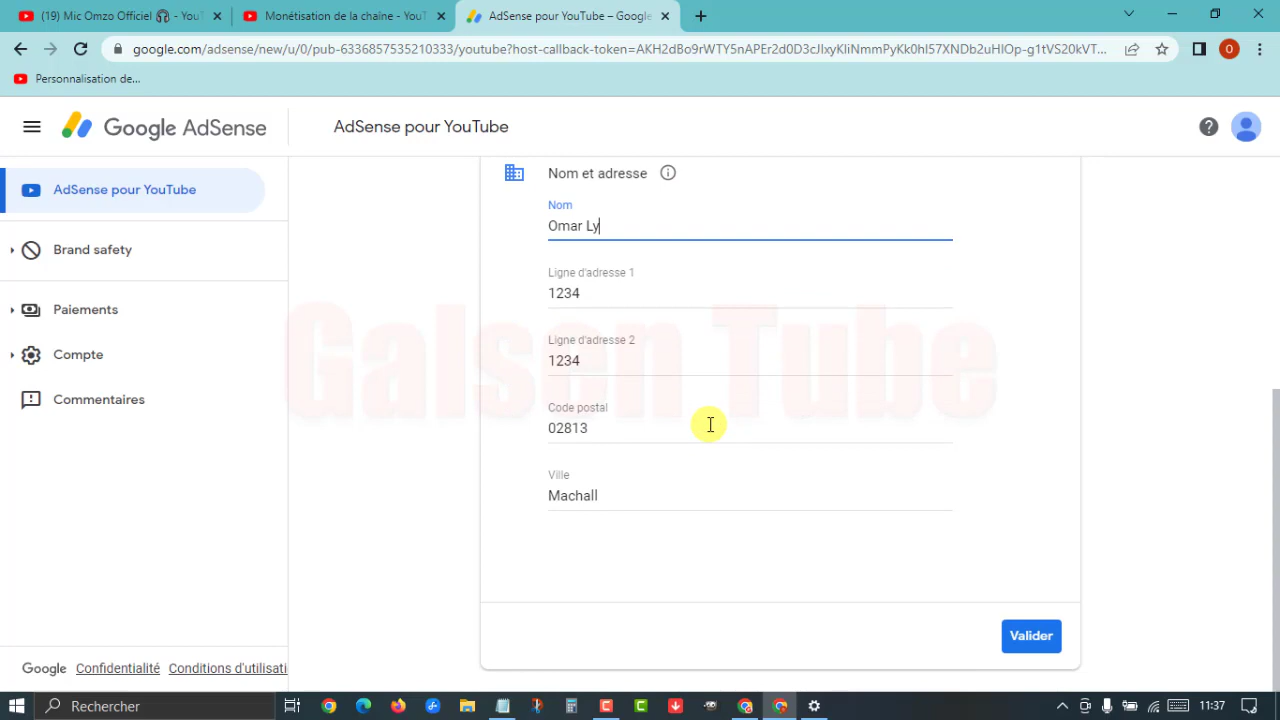 (19) Mic Omzo Officiel 🎧 - YouT
Monétisation de la chaîne - YouT
AdSense pour YouTube – Google
google.com/adsense/new/u/0/pub-6336857535210333/youtube?host-callback-token=
Personnalisation de...
Google AdSense
AdSense pour YouTube
O
AdSense pour YouTube
Brand safety
Paiements
Compte
Commentaires
Nom et adresse
Nom
Omar Ly
Ligne d'adresse 1
1234
Ligne d'adresse 2
1234
Galsen Tube
Code postal
02813
Ville
Machall
Valider
Google Confidentialité Conditions d'utilisati
Rechercher
11:37